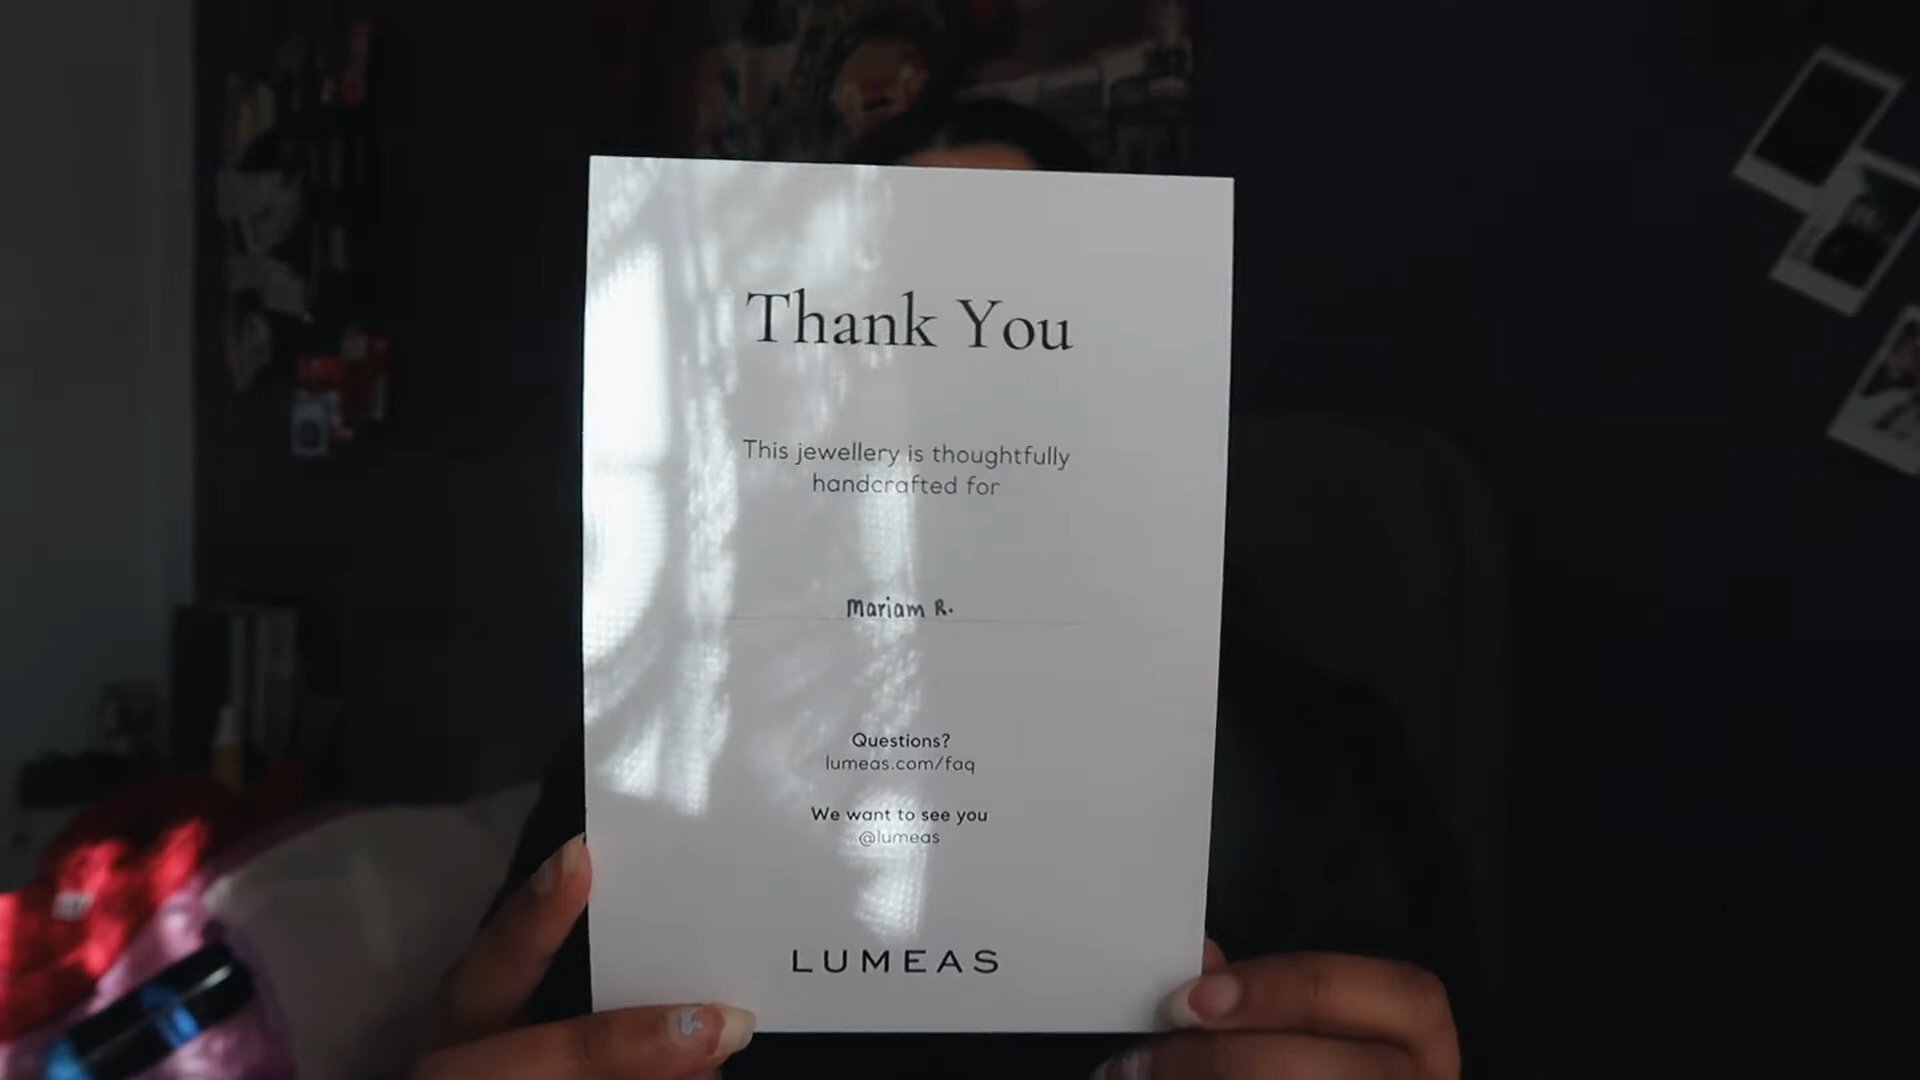 Thank You
This jewellery is thoughtfully
handcrafted for
Mariam R.
Questions?
lumeas.com/faq
We want to see you
@lumeas
LUMEAS